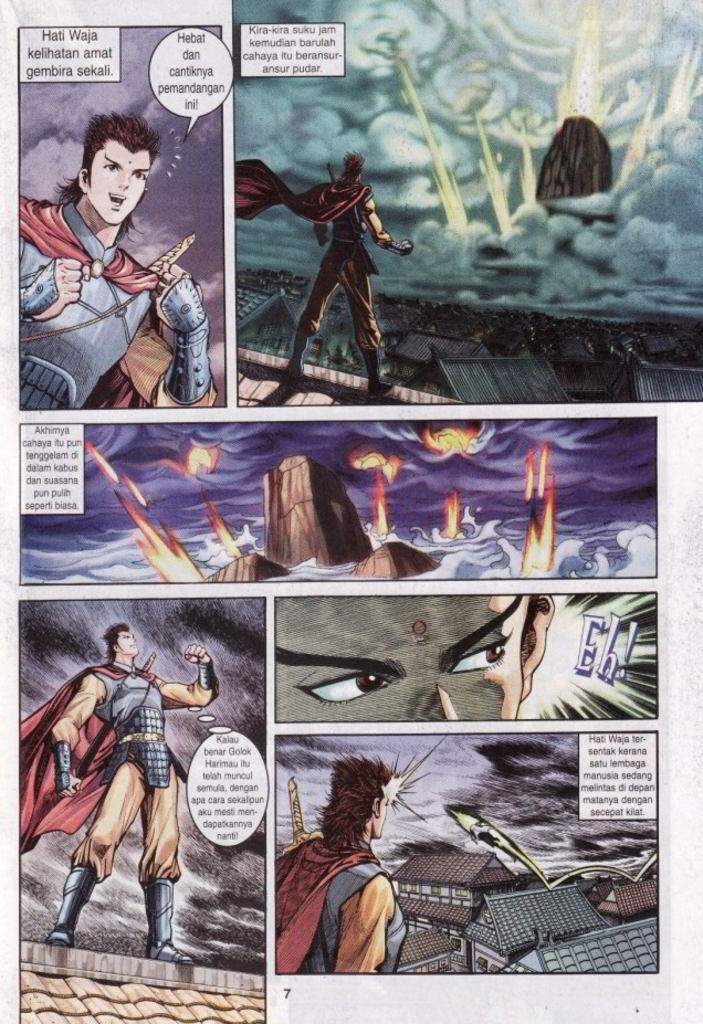 Hati Waja
kelihatan amat
gembira sekali.
Hebat
dan
cantiknya
pemandangan
ini!
Kira-kira suku jam
kemudian barulah
cahaya itu beransur-
ansur pudar.
Akhirnya
cahaya itu pun
tenggelam di
dalam kabus
dan suasana
pun pulih
seperti biasa.
Eh!
Kalau
benar Golok
Harimau itu
telah muncul
semula, dengan
apa cara sekalipun
aku mesti men-
dapatkannya
nanti!
Hati Waja ter-
sentak kerana
satu lembaga
manusia sedang
melintas di depan
matanya dengan
secepat kilat.
7